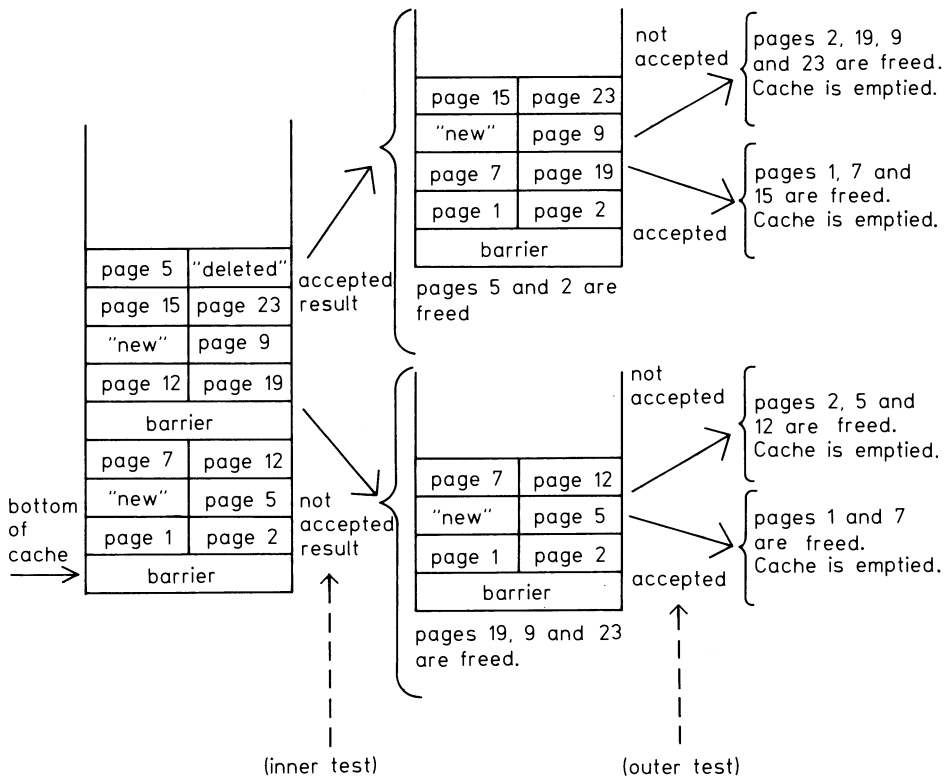 not
accepted
pages 2, 19, 9
and 23 are freed.
Cache is emptied.
page 15 page 23
"new" page 9
page 7 page 19
page 1 page 2
barrier
accepted
pages 1, 7 and
15 are freed.
Cache is emptied.
pages 5 and 2 are
freed
page 5 "deleted"
page 15 page 23
"new" page 9
page 12 page 19
barrier
page 7 page 12
"new" page 5
page 1 page 2
barrier
bottom
of
cache
accepted
result
not
accepted
result
not
accepted
pages 2, 5 and
12 are freed.
Cache is emptied.
page 7 page 12
"new" page 5
page 1 page 2
barrier
accepted
pages 1 and 7
are freed.
Cache is emptied.
pages 19, 9 and 23
are freed.
(inner test)
(outer test)